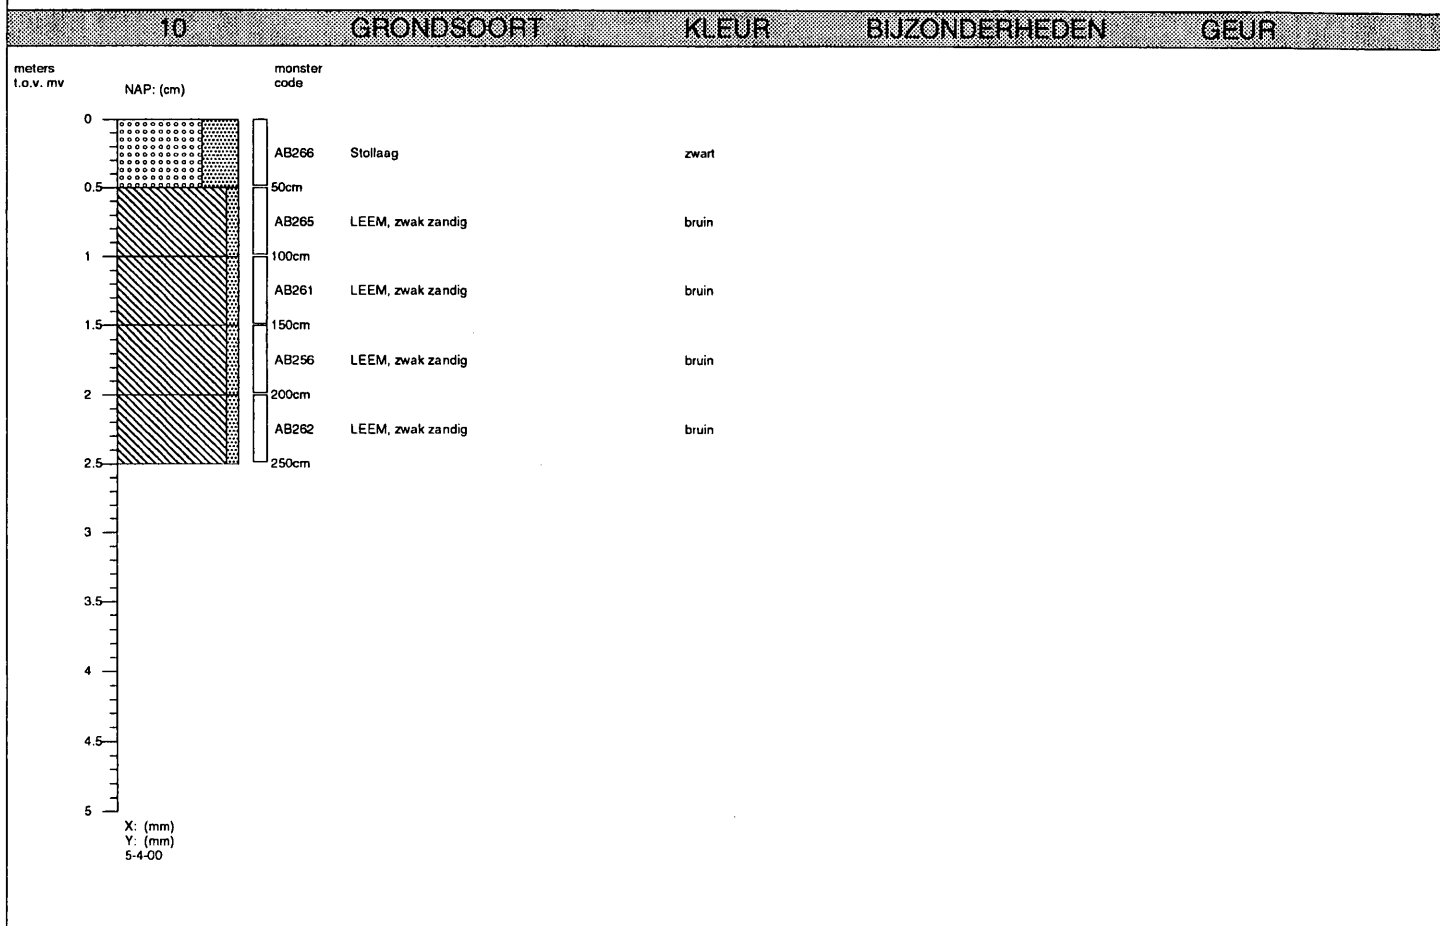 10 GRONDSOORT KLEUR BIJZONDERHEDEN GEUR
meters
t.o.v. mv
NAP: (cm)
monster
code
0
AB266 Stollaag zwart
0.5 50cm
AB265 LEEM, zwak zandig bruin
1 100cm
AB261 LEEM, zwak zandig bruin
1.5 150cm
AB256 LEEM, zwak zandig bruin
2 200cm
AB262 LEEM, zwak zandig bruin
2.5 250cm
3
3.5
4
4.5
5
X: (mm)
Y: (mm)
5-4-00